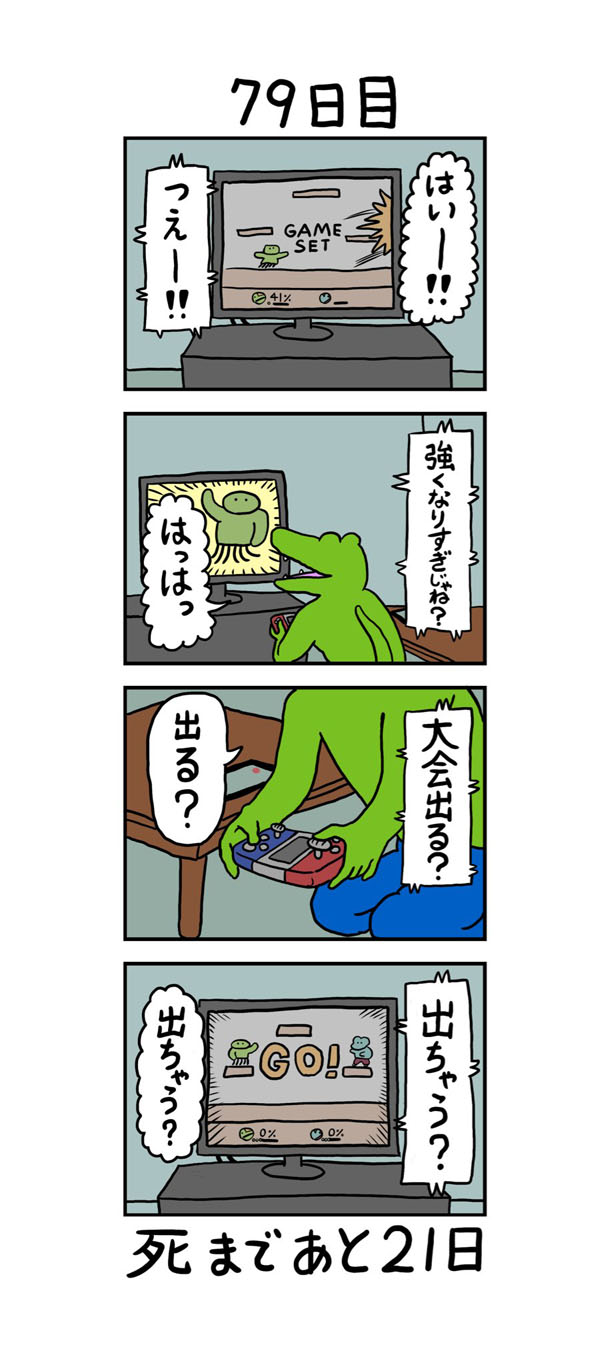 79日目
はいー!!
つえー!!
GAME
SET
41%
強くなりすぎじゃね?
はっはっ
大会出る?
出る?
出ちゃう?
出ちゃう?
GO!
0%
0%
死まであと21日